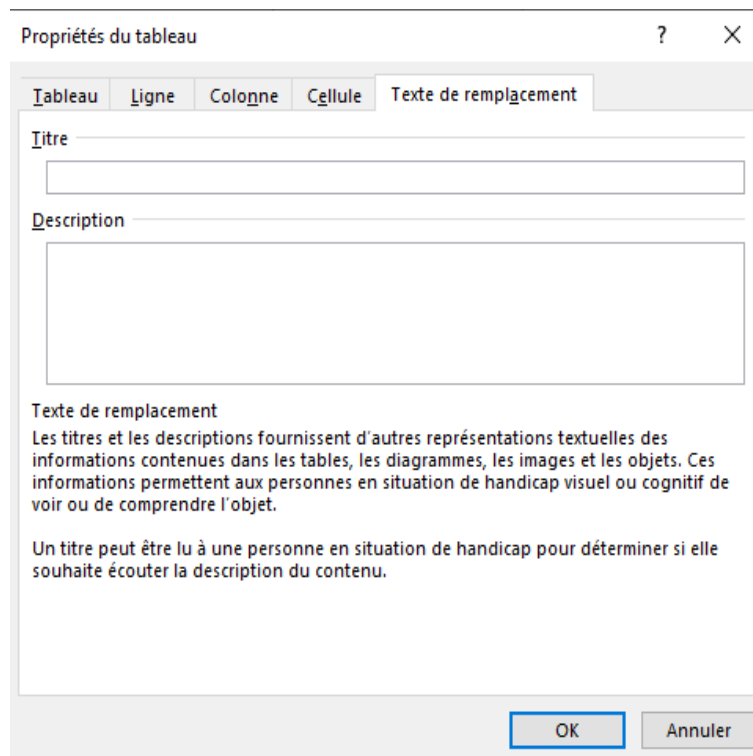 Propriétés du tableau ? ×
Tableau Ligne Colonne Cellule Texte de remplacement
Titre
Description
Texte de remplacement
Les titres et les descriptions fournissent d'autres représentations textuelles des
informations contenues dans les tables, les diagrammes, les images et les objets. Ces
informations permettent aux personnes en situation de handicap visuel ou cognitif de
voir ou de comprendre l'objet.
Un titre peut être lu à une personne en situation de handicap pour déterminer si elle
souhaite écouter la description du contenu.
OK Annuler